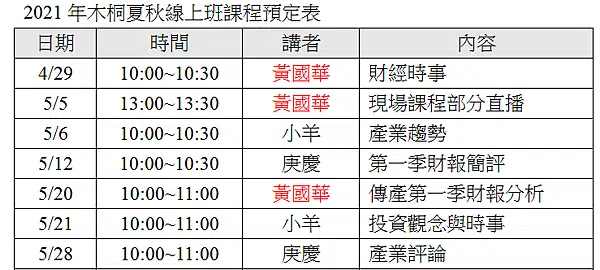 2021 年木桐夏秋線上班課程預定表
日期 時間 講者 內容
4/29 10:00~10:30 黃國華 財經時事
5/5 13:00~13:30 黃國華 現場課程部分直播
5/6 10:00~10:30 小羊 產業趨勢
5/12 10:00~10:30 庚慶 第一季財報簡評
5/20 10:00~11:00 黃國華 傳產第一季財報分析
5/21 10:00~11:00 小羊 投資觀念與時事
5/28 10:00~11:00 庚慶 產業評論